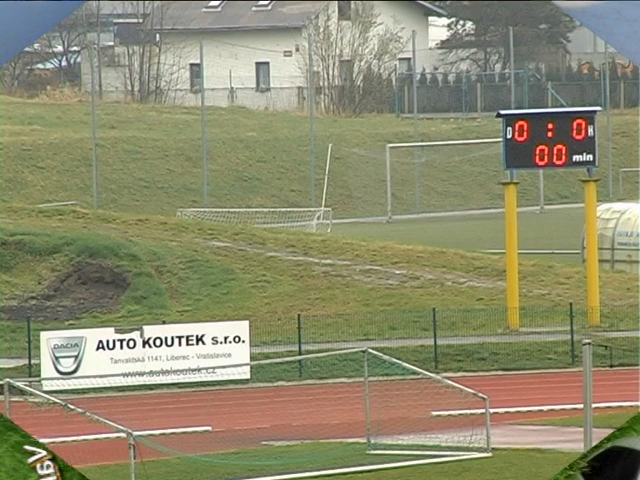 D 0 : 0 H
00 min
DACIA
AUTO KOUTEK s.r.o.
Tanvaldská 1141, Liberec - Vratislavice
www.autokoutek.cz